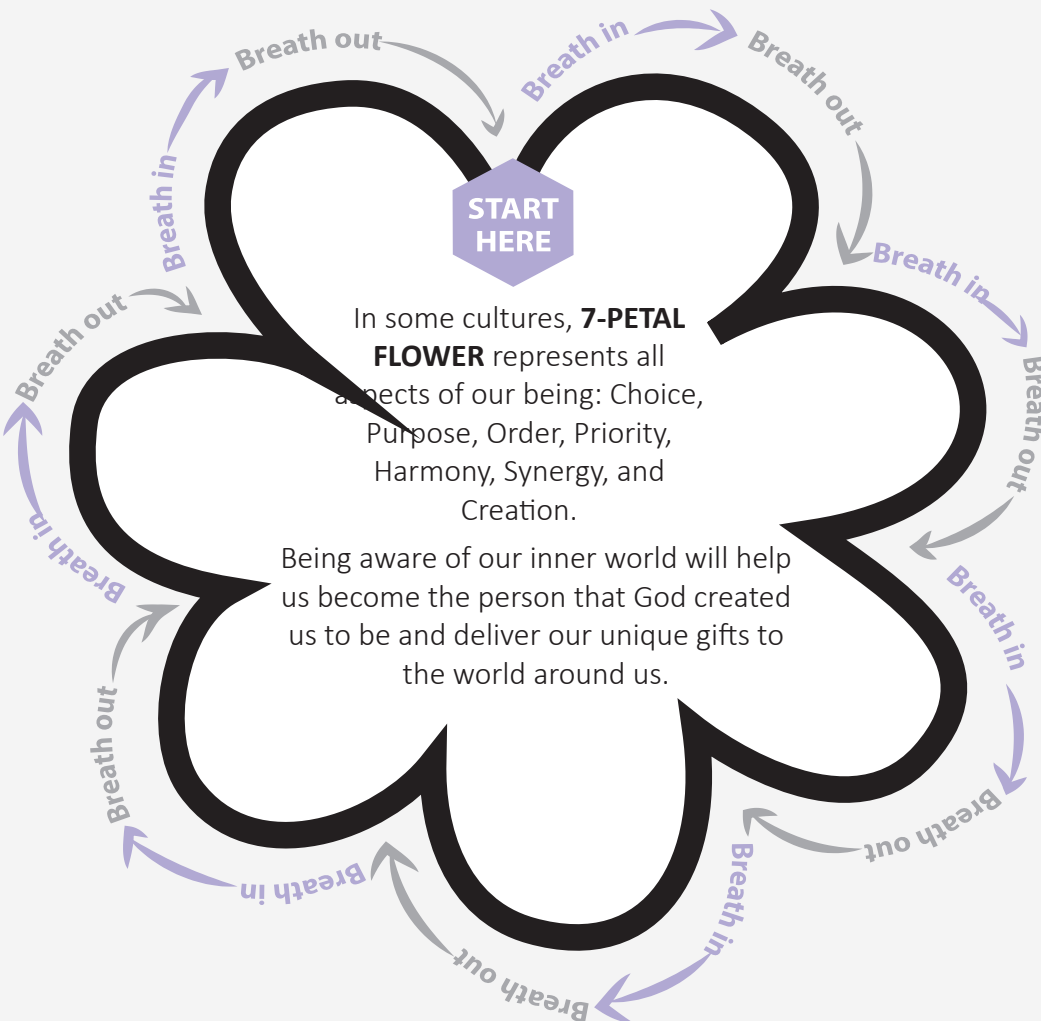 START
HERE
In some cultures, 7-PETAL
FLOWER represents all
aspects of our being: Choice,
Purpose, Order, Priority,
Harmony, Synergy, and
Creation.
Being aware of our inner world will help
us become the person that God created
us to be and deliver our unique gifts to
the world around us.
Breath in
Breath out
Breath in
Breath out
Breath in
Breath out
Breath in
Breath out
Breath in
Breath out
Breath in
Breath out
Breath in
Breath out